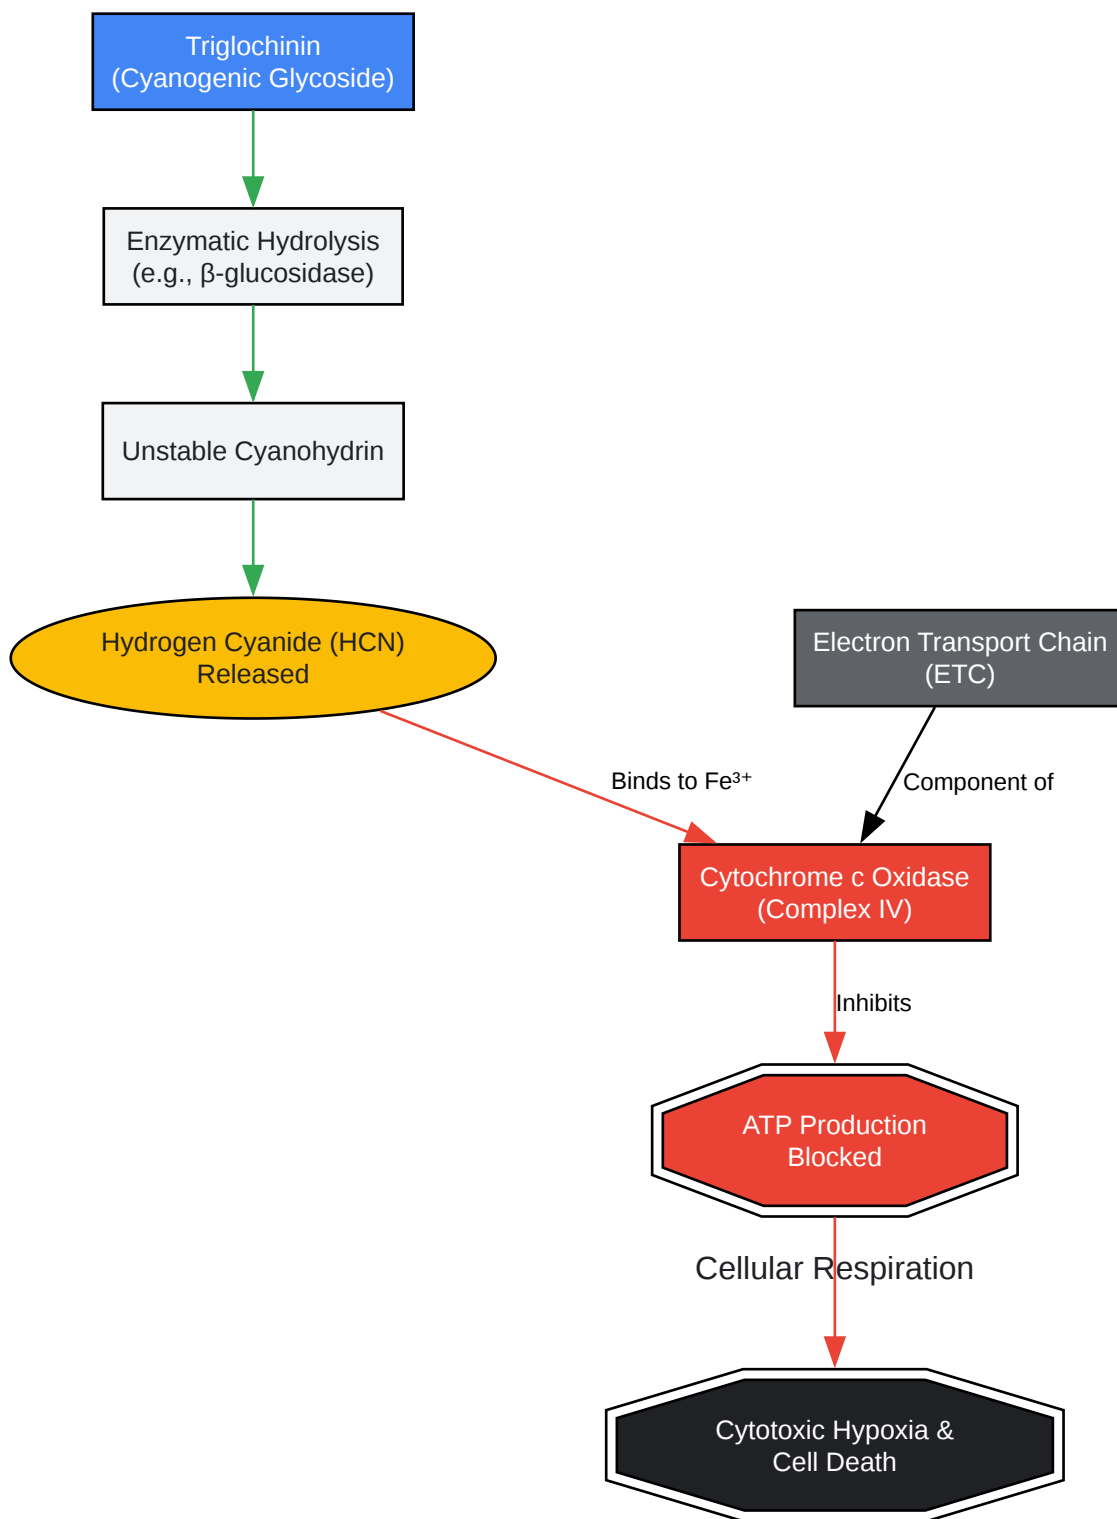 Triglochinin
(Cyanogenic Glycoside)
Enzymatic Hydrolysis
(e.g., β-glucosidase)
Unstable Cyanohydrin
Hydrogen Cyanide (HCN)
Released
Electron Transport Chain
(ETC)
Binds to Fe³⁺
Component of
Cytochrome c Oxidase
(Complex IV)
Inhibits
ATP Production
Blocked
Cellular Respiration
Cytotoxic Hypoxia &
Cell Death